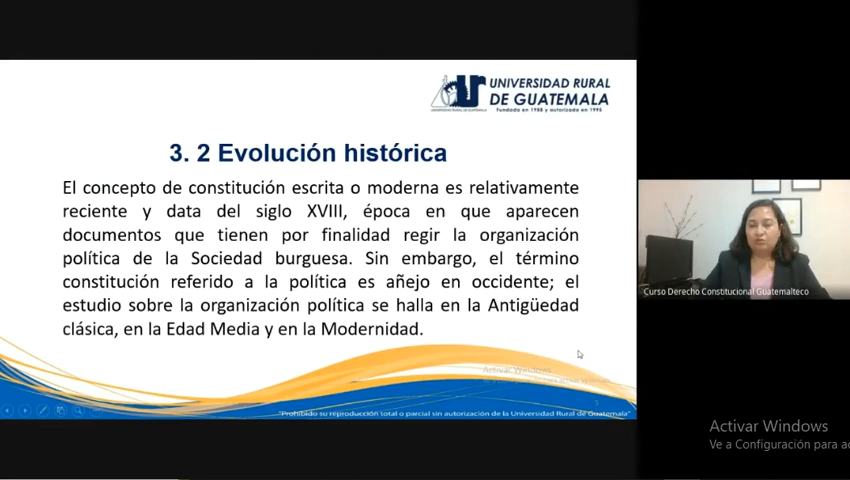 UNIVERSIDAD RURAL
DE GUATEMALA
Fundada en 1988 y autorizada en 1995
3. 2 Evolución histórica
El concepto de constitución escrita o moderna es relativamente
reciente y data del siglo XVIII, época en que aparecen
documentos que tienen por finalidad regir la organización
política de la Sociedad burguesa. Sin embargo, el término
constitución referido a la política es añejo en occidente; el
estudio sobre la organización política se halla en la Antigüedad
clásica, en la Edad Media y en la Modernidad.
Activar Windows
"Prohibido su reproducción total o parcial sin autorización de la Universidad Rural de Guatemala"
Curso Derecho Constitucional Guatemalteco
Activar Windows
Ve a Configuración para ac